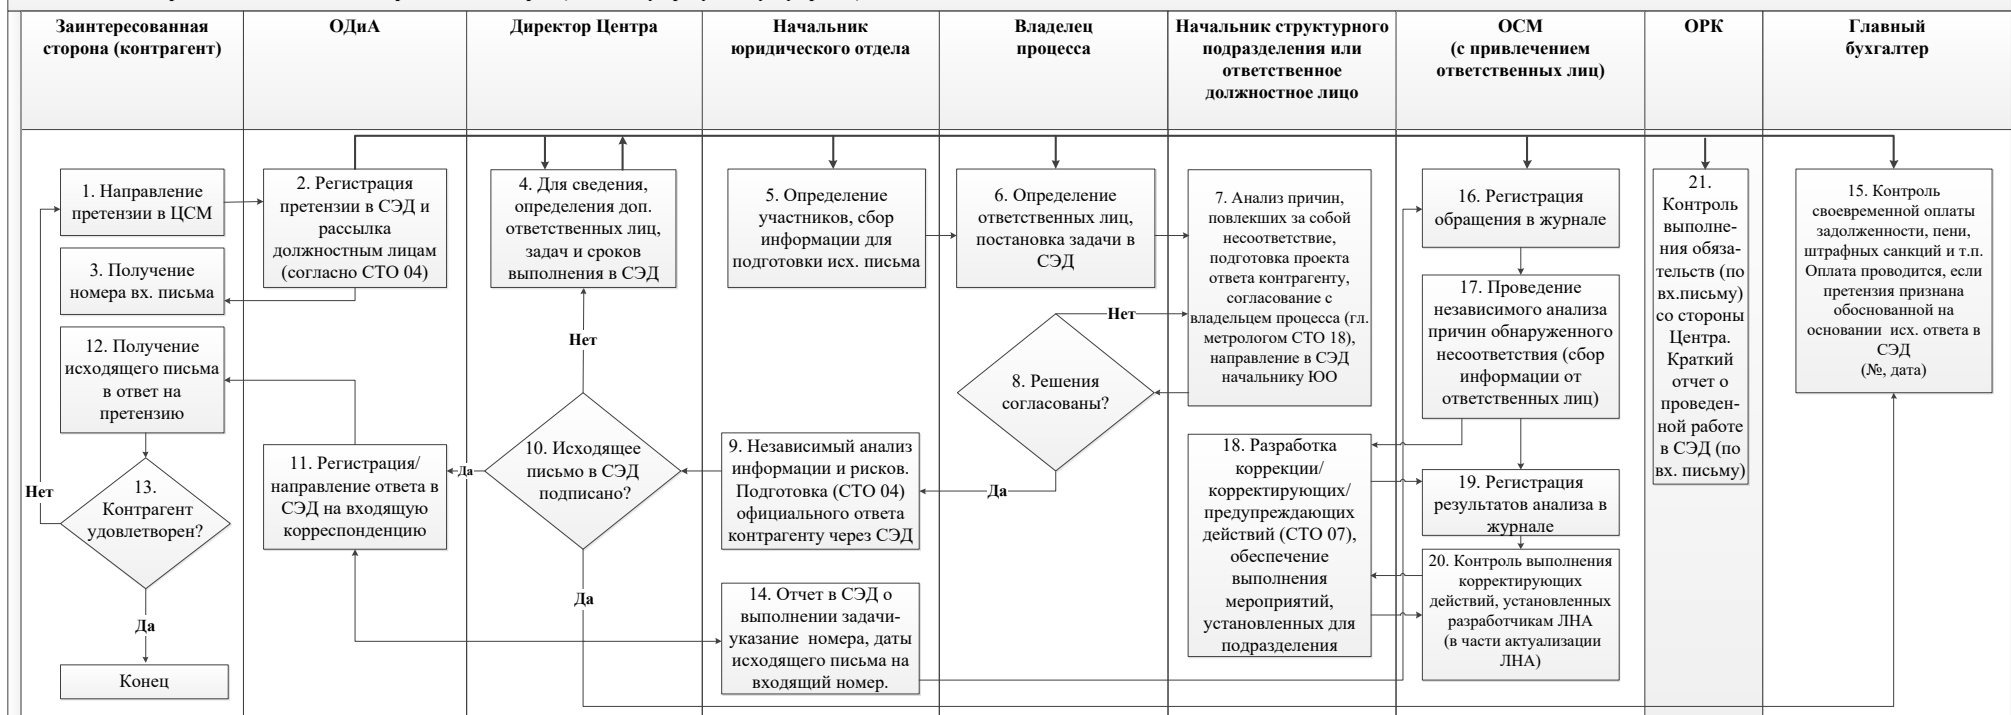 Заинтересованная
сторона (контрагент)
ОДиА
Директор Центра
Начальник
юридического отдела
Владелец
процесса
Начальник структурного
подразделения или
ответственное
должностное лицо
ОСМ
(с привлечением
ответственных лиц)
ОРК
Главный
бухгалтер
1. Направление
претензии в ЦСМ
2. Регистрация
претензии в СЭД и
рассылка
должностным лицам
(согласно СТО 04)
3. Получение
номера вх. письма
4. Для сведения,
определения доп.
ответственных лиц,
задач и сроков
выполнения в СЭД
5. Определение
участников, сбор
информации для
подготовки исх. письма
6. Определение
ответственных лиц,
постановка задачи в
СЭД
7. Анализ причин,
повлекших за собой
несоответствие,
подготовка проекта
ответа контрагенту,
согласование с
владельцем процесса (гл.
метрологом СТО 18),
направление в СЭД
начальнику ЮО
Нет
8. Решения
согласованы?
Да
9. Независимый анализ
информации и рисков.
Подготовка (СТО 04)
официального ответа
контрагенту через СЭД
Нет
10. Исходящее
письмо в СЭД
подписано?
Да
Да
11. Регистрация/
направление ответа в
СЭД на входящую
корреспонденцию
12. Получение
исходящего письма
в ответ на
претензию
13.
Контрагент
удовлетворен?
Нет
Да
Конец
14. Отчет в СЭД о
выполнении задачи-
указание номера, даты
исходящего письма на
входящий номер.
15. Контроль
своевременной оплаты
задолженности, пени,
штрафных санкций и т.п.
Оплата проводится, если
претензия признана
обоснованной на
основании исх. ответа в
СЭД
(№, дата)
16. Регистрация
обращения в журнале
17. Проведение
независимого анализа
причин обнаруженного
несоответствия (сбор
информации от
ответственных лиц)
18. Разработка
коррекции/
корректирующих/
предупреждающих
действий (СТО 07),
обеспечение
выполнения
мероприятий,
установленных для
подразделения
19. Регистрация
результатов анализа в
журнале
20. Контроль выполнения
корректирующих
действий, установленных
разработчикам ЛНА
(в части актуализации
ЛНА)
21.
Контроль
выполне-
ния обяза-
тельств (по
вх.письму)
со стороны
Центра.
Краткий
отчет о
проведен-
ной работе
в СЭД (по
вх. письму)